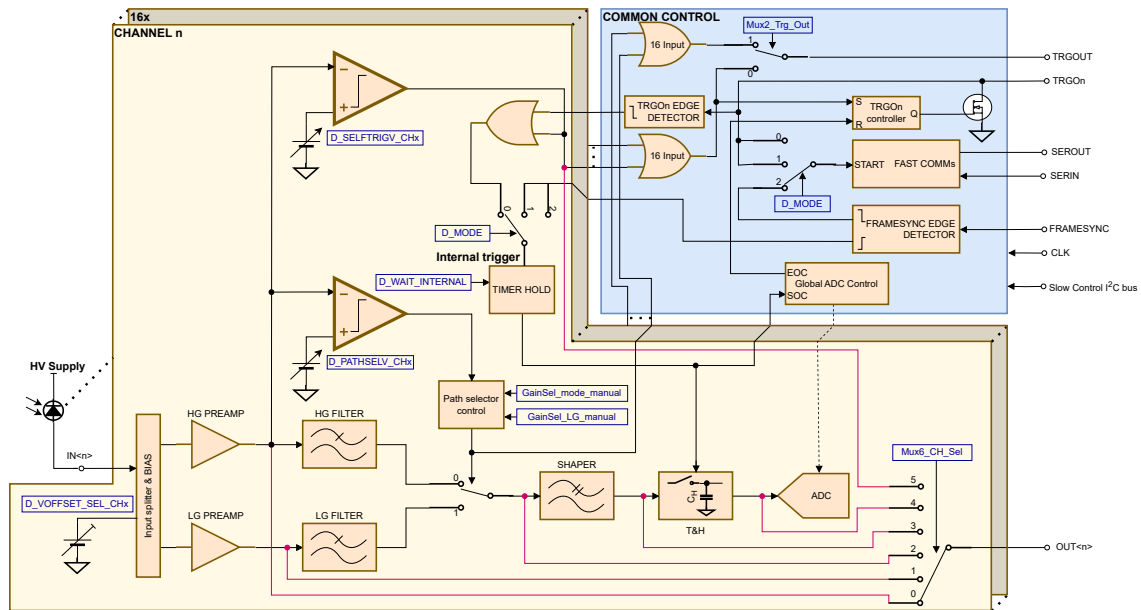 16x
CHANNEL n
COMMON CONTROL
Mux2_Trg_Out
16 Input
1
0
TRGOUT
TRGOn
TRGOn EDGE
DETECTOR
S
R
TRGOn
controller
Q
D_SELFTRIGV_CHx
16 Input
0
1
2
START
FAST COMMs
SEROUT
SERIN
D_MODE
FRAMESYNC EDGE
DETECTOR
FRAMESYNC
CLK
0
1
2
D_MODE
Internal trigger
D_WAIT_INTERNAL
TIMER HOLD
EOC
SOC
Global ADC Control
Slow Control I²C bus
D_PATHSELV_CHx
HV Supply
Path selector
control
GainSel_mode_manual
GainSel_LG_manual
HG PREAMP
HG FILTER
IN<n>
Input splitter & BIAS
D_VOFFSET_SEL_CHx
LG PREAMP
LG FILTER
0
1
SHAPER
CH
T&H
ADC
Mux6_CH_Sel
5
4
3
2
1
0
OUT<n>